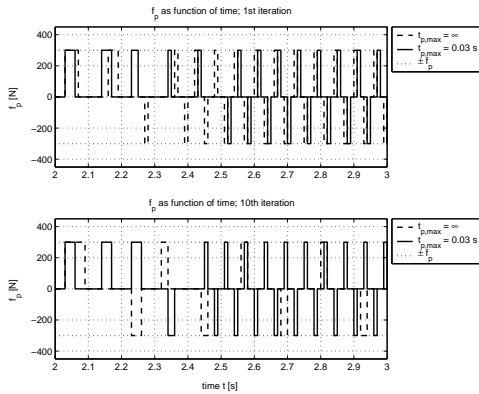 f_p as function of time; 1st iteration
400
200
0
−200
−400
f_p [N]
2 2.1 2.2 2.3 2.4 2.5 2.6 2.7 2.8 2.9 3
t_p,max = ∞
t_p,max = 0.03 s
± f_p
f_p as function of time; 10th iteration
400
200
0
−200
−400
f_p [N]
2 2.1 2.2 2.3 2.4 2.5 2.6 2.7 2.8 2.9 3
time t [s]
t_p,max = ∞
t_p,max = 0.03 s
± f_p